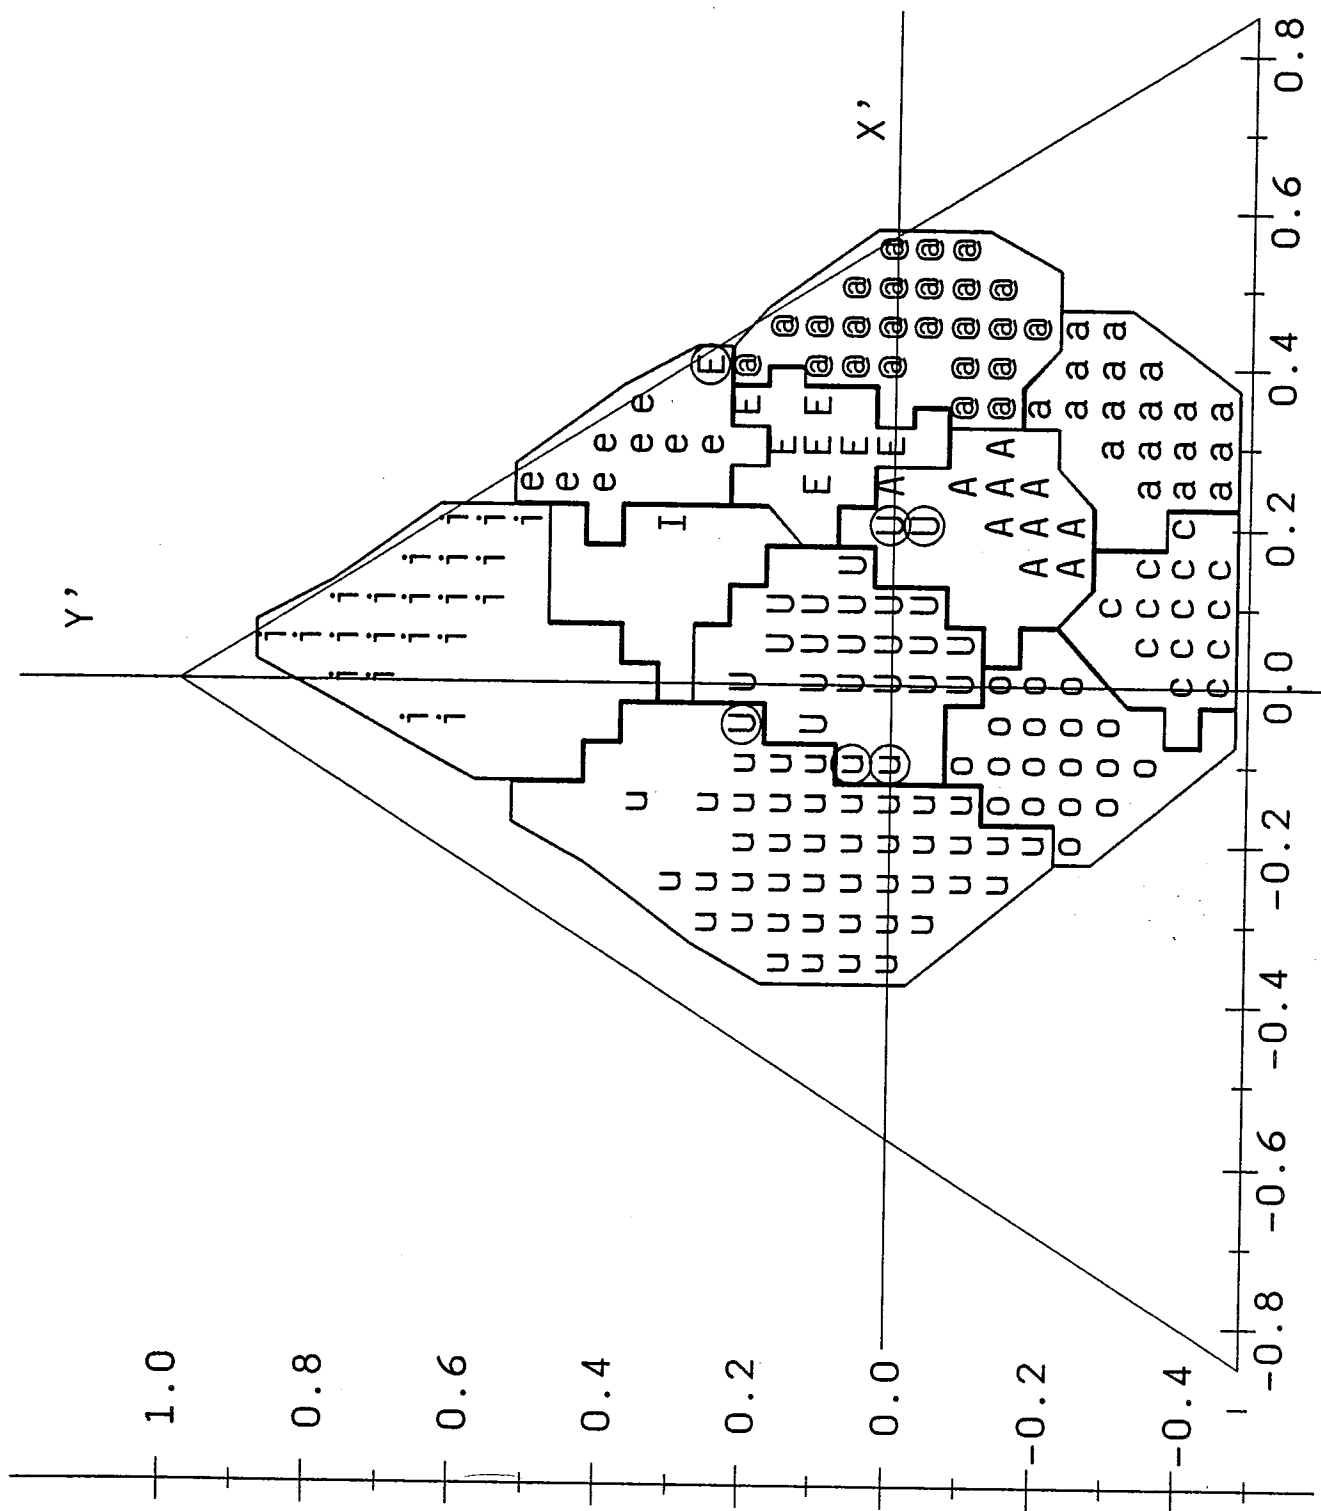 Y'
1.0
i
0.8 i
i i i
i i i
i i i i
0.6 i i i i i
i i i
i e
e
0.4 e e
u e e
u I e
u u u e E
0.2 u u u u u U U E @
u u u u u u U U E @
u u u u u u U U U U E E E @ @
u u u u u u U U U U E @ @ @
X'
0.0 u u u u u u U U U U A E @ @ @ @
u u u u U U U @ @ @
u u u o U U A @ @ @ @ @
u u o o o o A A A @ @ @ @
-0.2 u o o o o A A A a @
o o o o o A A a a a
o o o c a a a a
o c c c a a a a
-0.4 c c c c c a a a
c c c c a a a
-0.8 -0.6 -0.4 -0.2 0.0 0.2 0.4 0.6 0.8